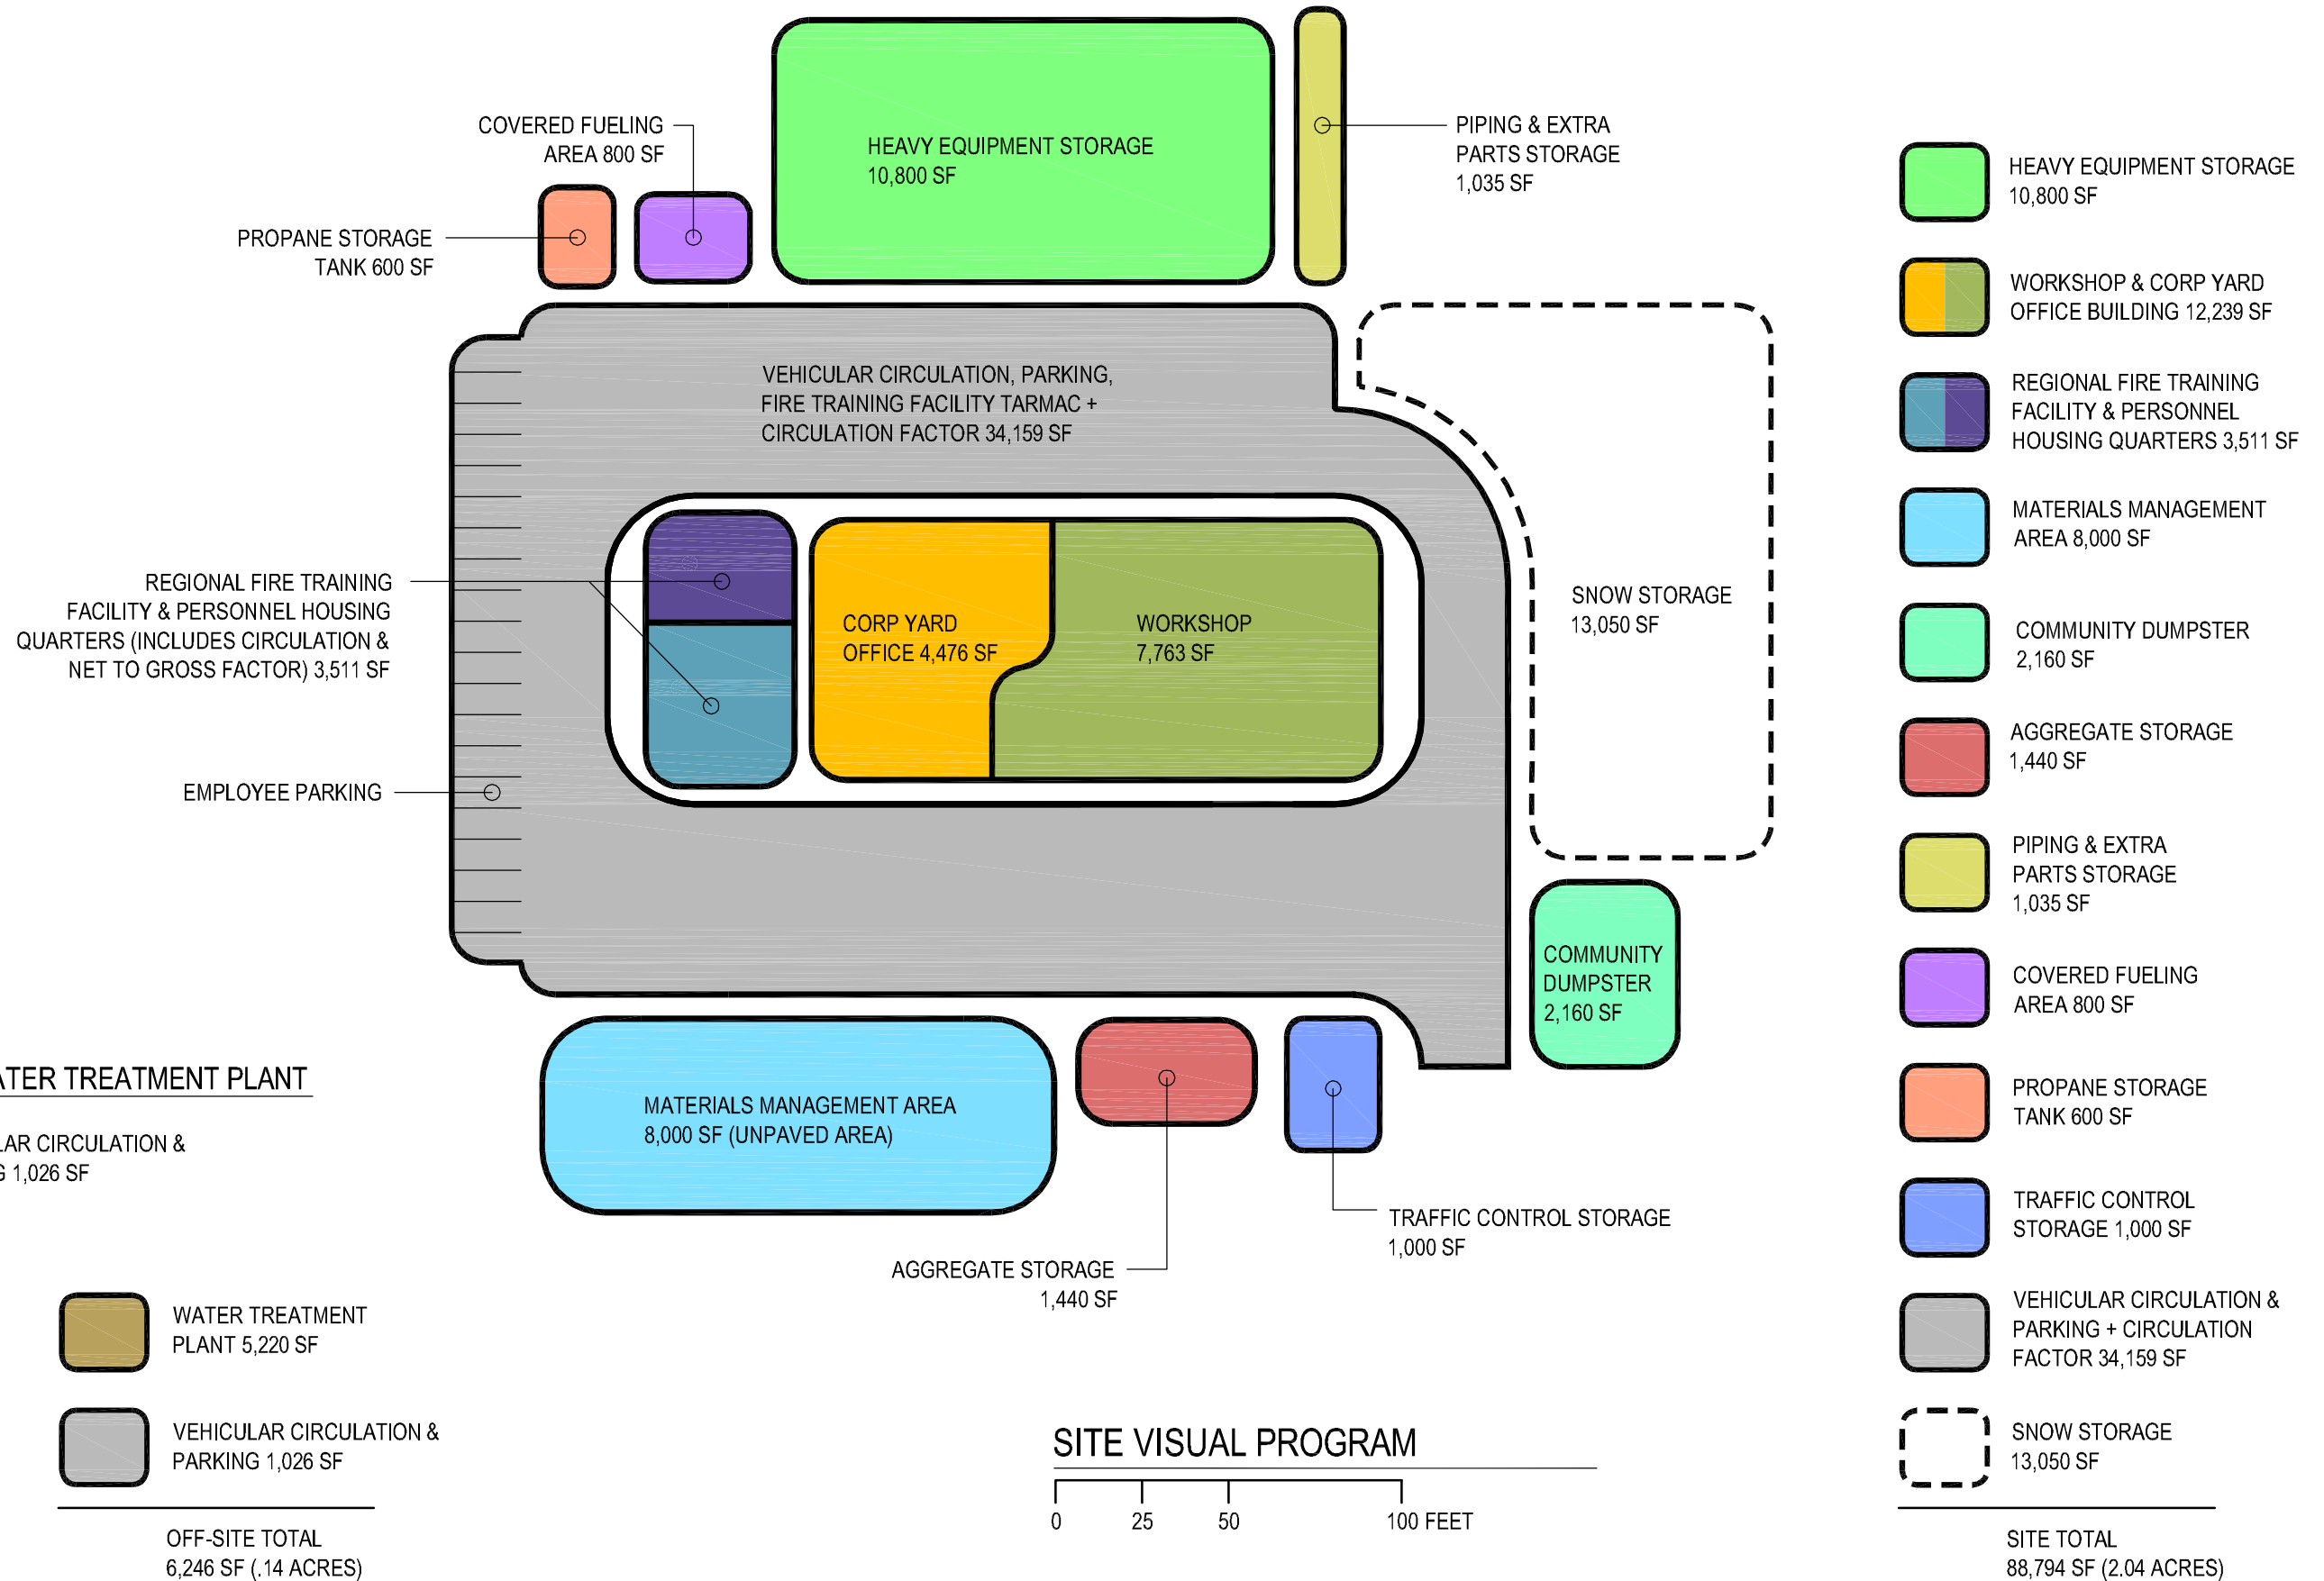 COVERED FUELING
AREA 800 SF
HEAVY EQUIPMENT STORAGE
10,800 SF
PIPING & EXTRA
PARTS STORAGE
1,035 SF
PROPANE STORAGE
TANK 600 SF
VEHICULAR CIRCULATION, PARKING,
FIRE TRAINING FACILITY TARMAC +
CIRCULATION FACTOR 34,159 SF
REGIONAL FIRE TRAINING
FACILITY & PERSONNEL HOUSING
QUARTERS (INCLUDES CIRCULATION &
NET TO GROSS FACTOR) 3,511 SF
CORP YARD
OFFICE 4,476 SF
WORKSHOP
7,763 SF
SNOW STORAGE
13,050 SF
EMPLOYEE PARKING
COMMUNITY
DUMPSTER
2,160 SF
MATERIALS MANAGEMENT AREA
8,000 SF (UNPAVED AREA)
TRAFFIC CONTROL STORAGE
1,000 SF
AGGREGATE STORAGE
1,440 SF
ATER TREATMENT PLANT
LAR CIRCULATION &
G 1,026 SF
WATER TREATMENT
PLANT 5,220 SF
VEHICULAR CIRCULATION &
PARKING 1,026 SF
OFF-SITE TOTAL
6,246 SF (.14 ACRES)
SITE VISUAL PROGRAM
0 25 50 100 FEET
HEAVY EQUIPMENT STORAGE
10,800 SF
WORKSHOP & CORP YARD
OFFICE BUILDING 12,239 SF
REGIONAL FIRE TRAINING
FACILITY & PERSONNEL
HOUSING QUARTERS 3,511 SF
MATERIALS MANAGEMENT
AREA 8,000 SF
COMMUNITY DUMPSTER
2,160 SF
AGGREGATE STORAGE
1,440 SF
PIPING & EXTRA
PARTS STORAGE
1,035 SF
COVERED FUELING
AREA 800 SF
PROPANE STORAGE
TANK 600 SF
TRAFFIC CONTROL
STORAGE 1,000 SF
VEHICULAR CIRCULATION &
PARKING + CIRCULATION
FACTOR 34,159 SF
SNOW STORAGE
13,050 SF
SITE TOTAL
88,794 SF (2.04 ACRES)